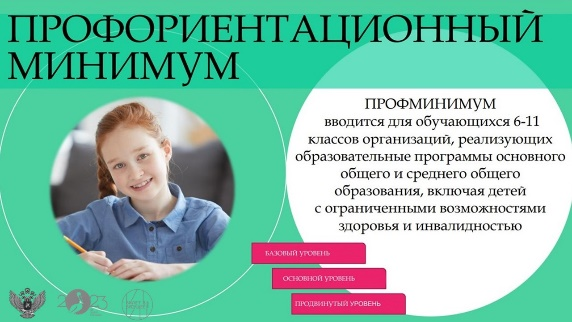 ПРОФОРИЕНТАЦИОННЫЙ
МИНИМУМ
ПРОФМИНИМУМ
вводится для обучающихся 6-11
классов организаций, реализующих
образовательные программы основного
общего и среднего общего
образования, включая детей
с ограниченными возможностями
здоровья и инвалидностью
БАЗОВЫЙ УРОВЕНЬ
ОСНОВНОЙ УРОВЕНЬ
ПРОДВИНУТЫЙ УРОВЕНЬ